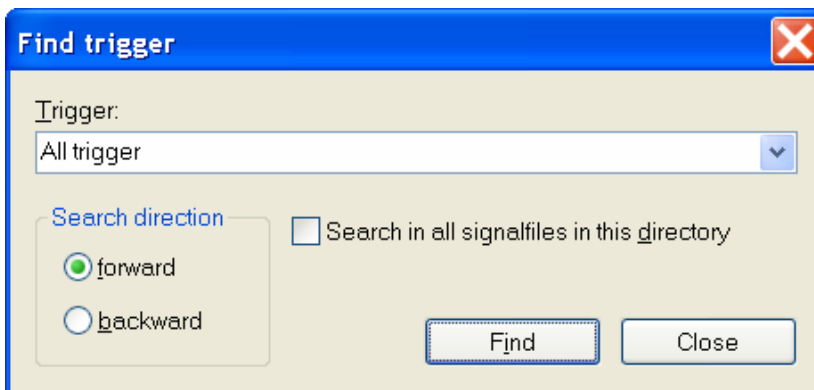 Find trigger
Trigger:
All trigger
Search direction
Search in all signalfiles in this directory
forward
backward
Find
Close